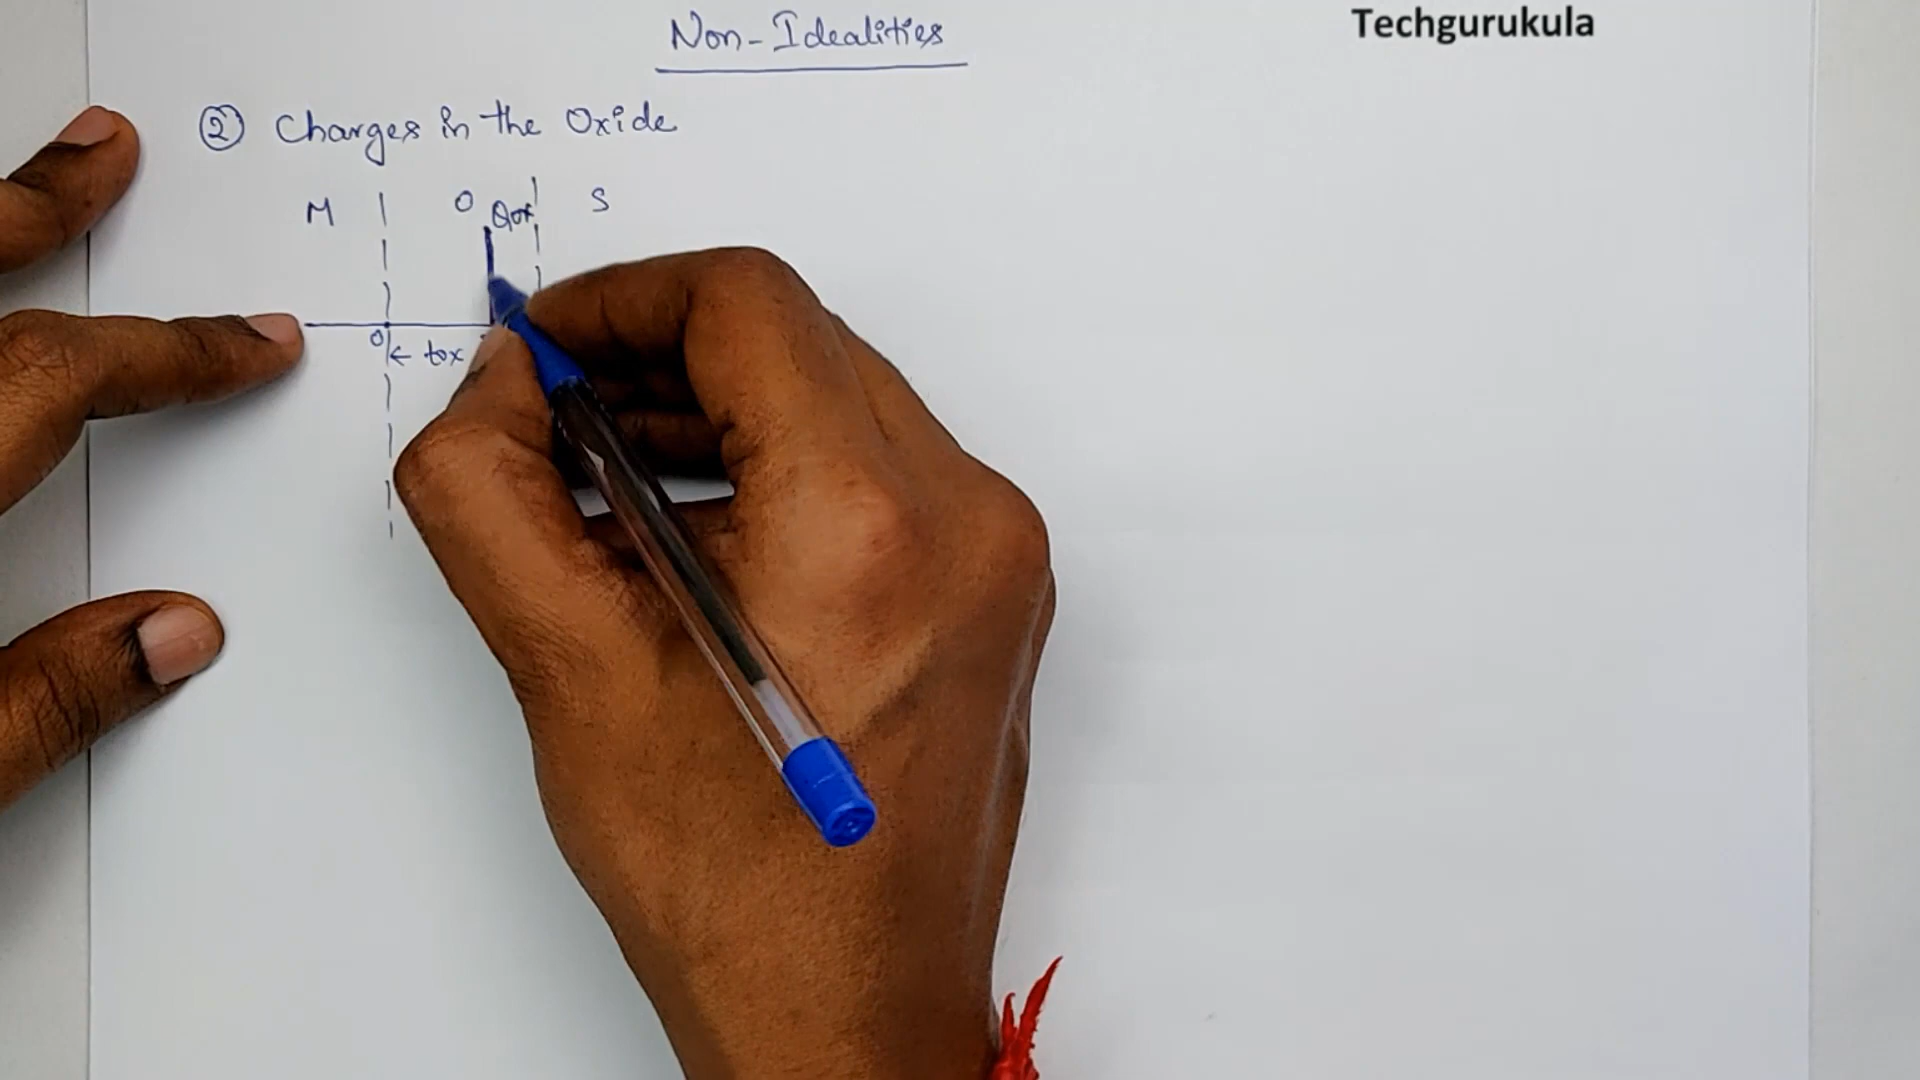 Non-Idealities
Techgurukula
② Charges in the Oxide
M O Qox S
0 ← tox